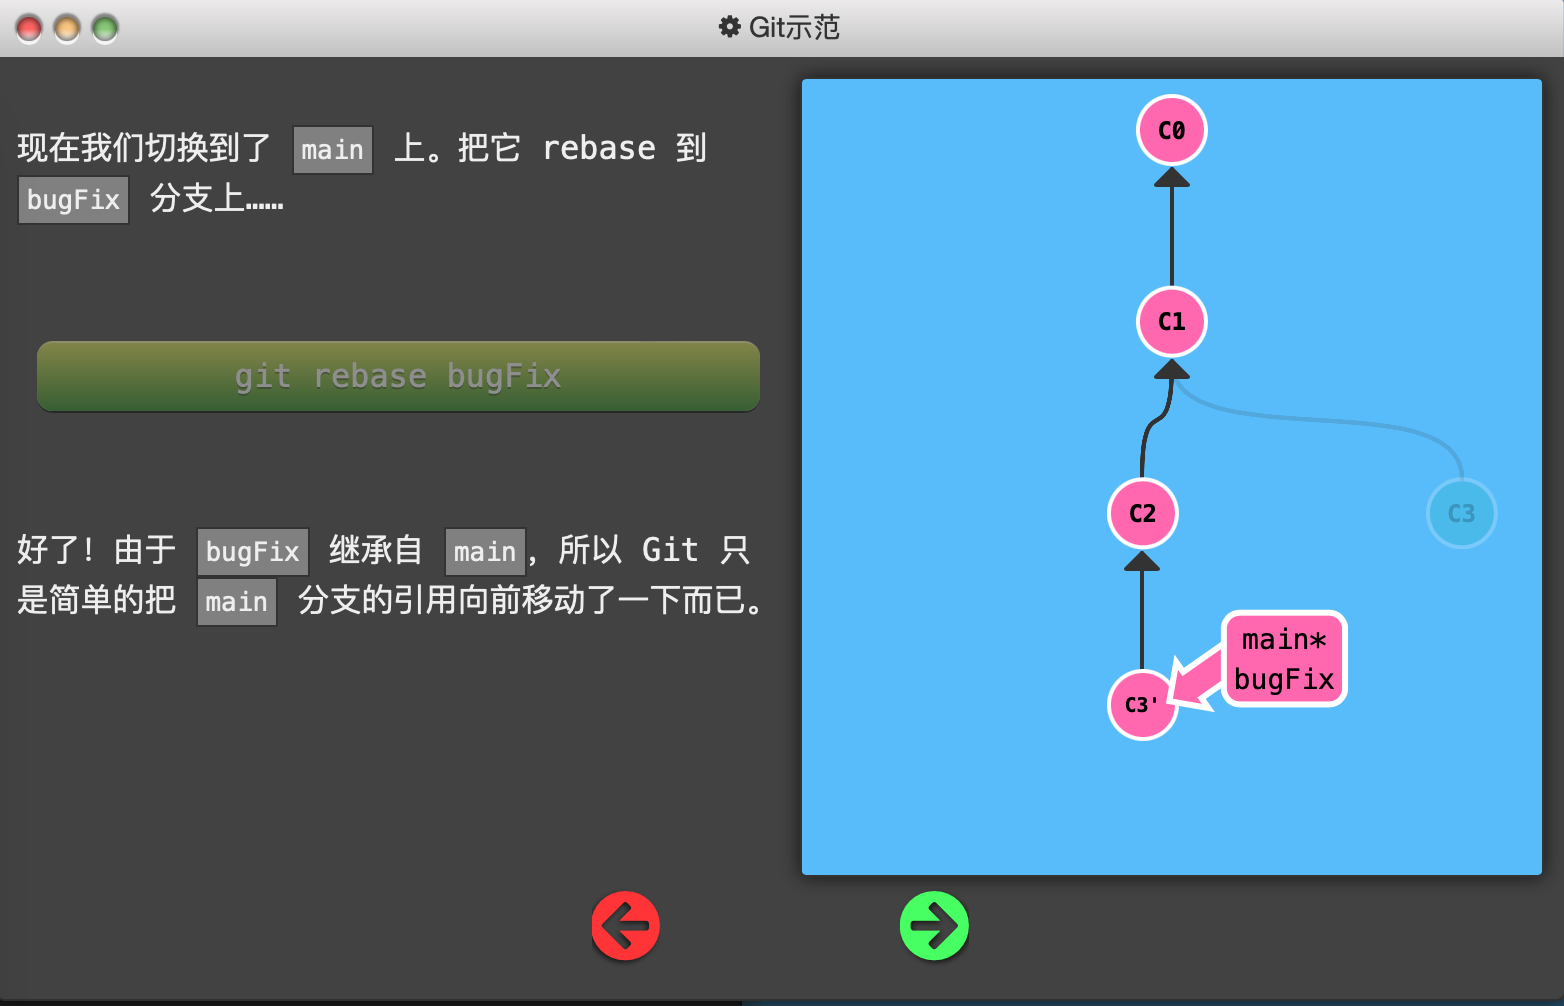 Git示范
现在我们切换到了 main 上。把它 rebase 到
bugFix 分支上……
git rebase bugFix
好了！由于 bugFix 继承自 main，所以 Git 只
是简单的把 main 分支的引用向前移动了一下而已。
C0
C1
C2
C3
C3'
main*
bugFix